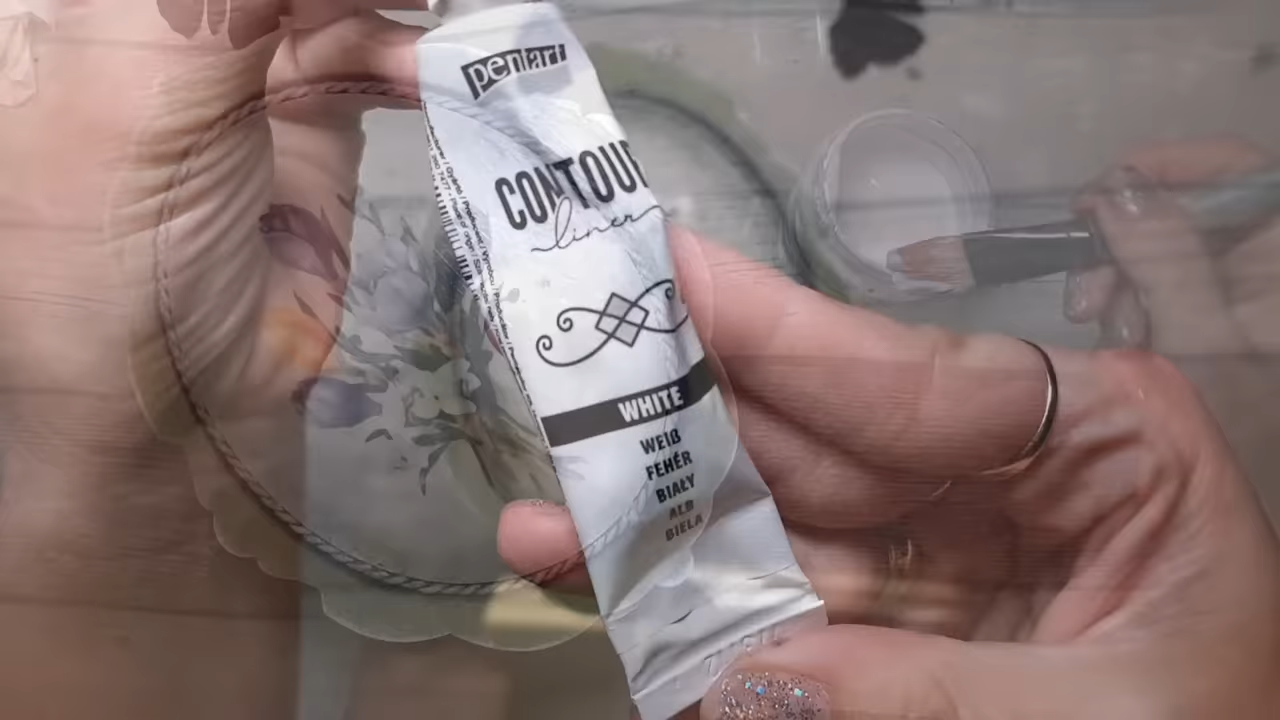 pentart
CONTOUR
liner
WHITE
WEIß
FEHÉR
BIAŁY
ALB
BIELA